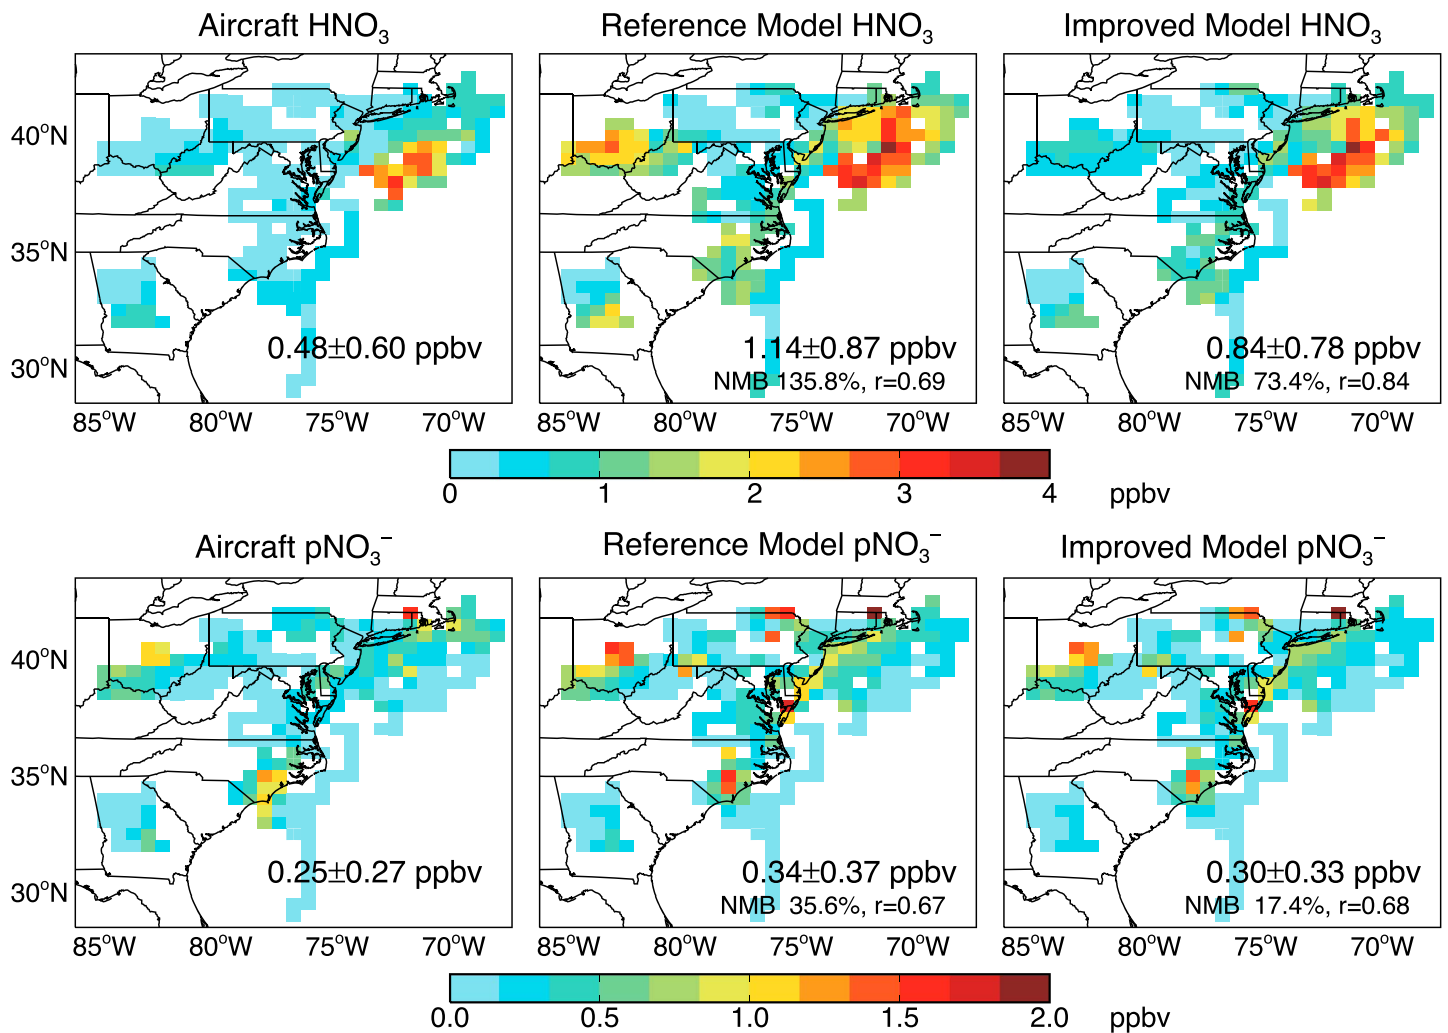 Aircraft HNO₃ Reference Model HNO₃ Improved Model HNO₃
40°N
35°N
30°N
0.48±0.60 ppbv 1.14±0.87 ppbv 0.84±0.78 ppbv
NMB 135.8%, r=0.69 NMB 73.4%, r=0.84
85°W 80°W 75°W 70°W 85°W 80°W 75°W 70°W 85°W 80°W 75°W 70°W
0 1 2 3 4 ppbv
Aircraft pNO₃⁻ Reference Model pNO₃⁻ Improved Model pNO₃⁻
40°N
35°N
30°N
0.25±0.27 ppbv 0.34±0.37 ppbv 0.30±0.33 ppbv
NMB 35.6%, r=0.67 NMB 17.4%, r=0.68
85°W 80°W 75°W 70°W 85°W 80°W 75°W 70°W 85°W 80°W 75°W 70°W
0.0 0.5 1.0 1.5 2.0 ppbv